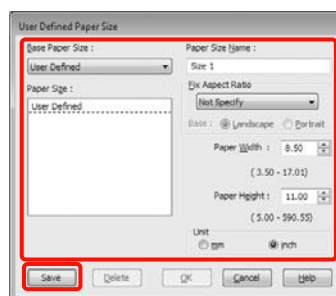 User Defined Paper Size
Base Paper Size :
User Defined
Paper Size :
User Defined
Paper Size Name :
Size 1
Fix Aspect Ratio
Not Specify
Base : Landscape Portrait
Paper Width : 8.50
(3.50 - 17.01)
Paper Height : 11.00
(5.00 - 590.55)
Unit
mm inch
Save Delete OK Cancel Help